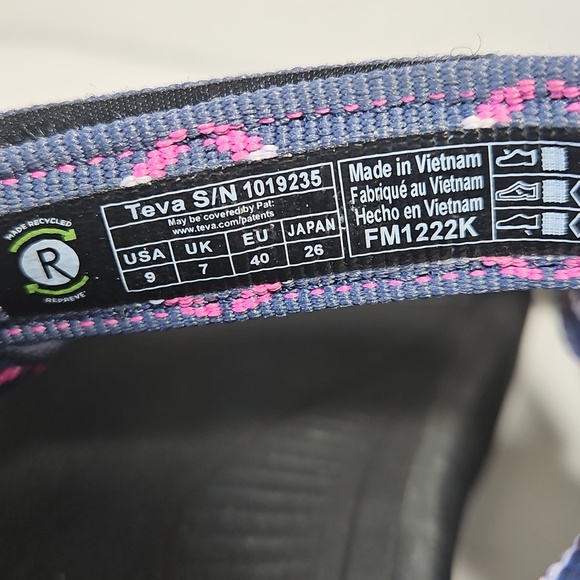 MADE RECYCLED
R
REPREVE
Teva S/N 1019235
May be covered by Pat:
www.teva.com/patents
USA UK EU JAPAN
9 7 40 26
Made in Vietnam
Fabriqué au Vietnam
Hecho en Vietnam
FM1222K